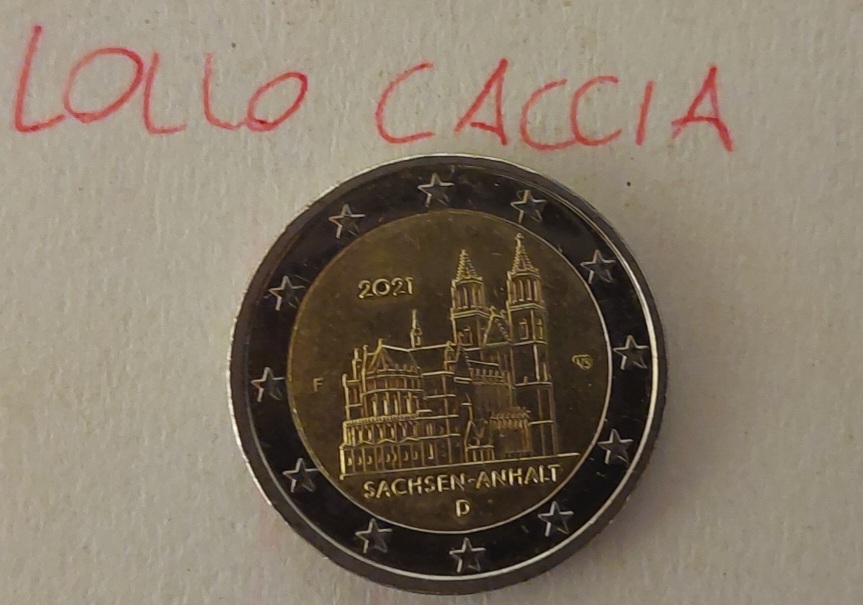 LOLLO CACCIA
2021
F
SACHSEN-ANHALT
D